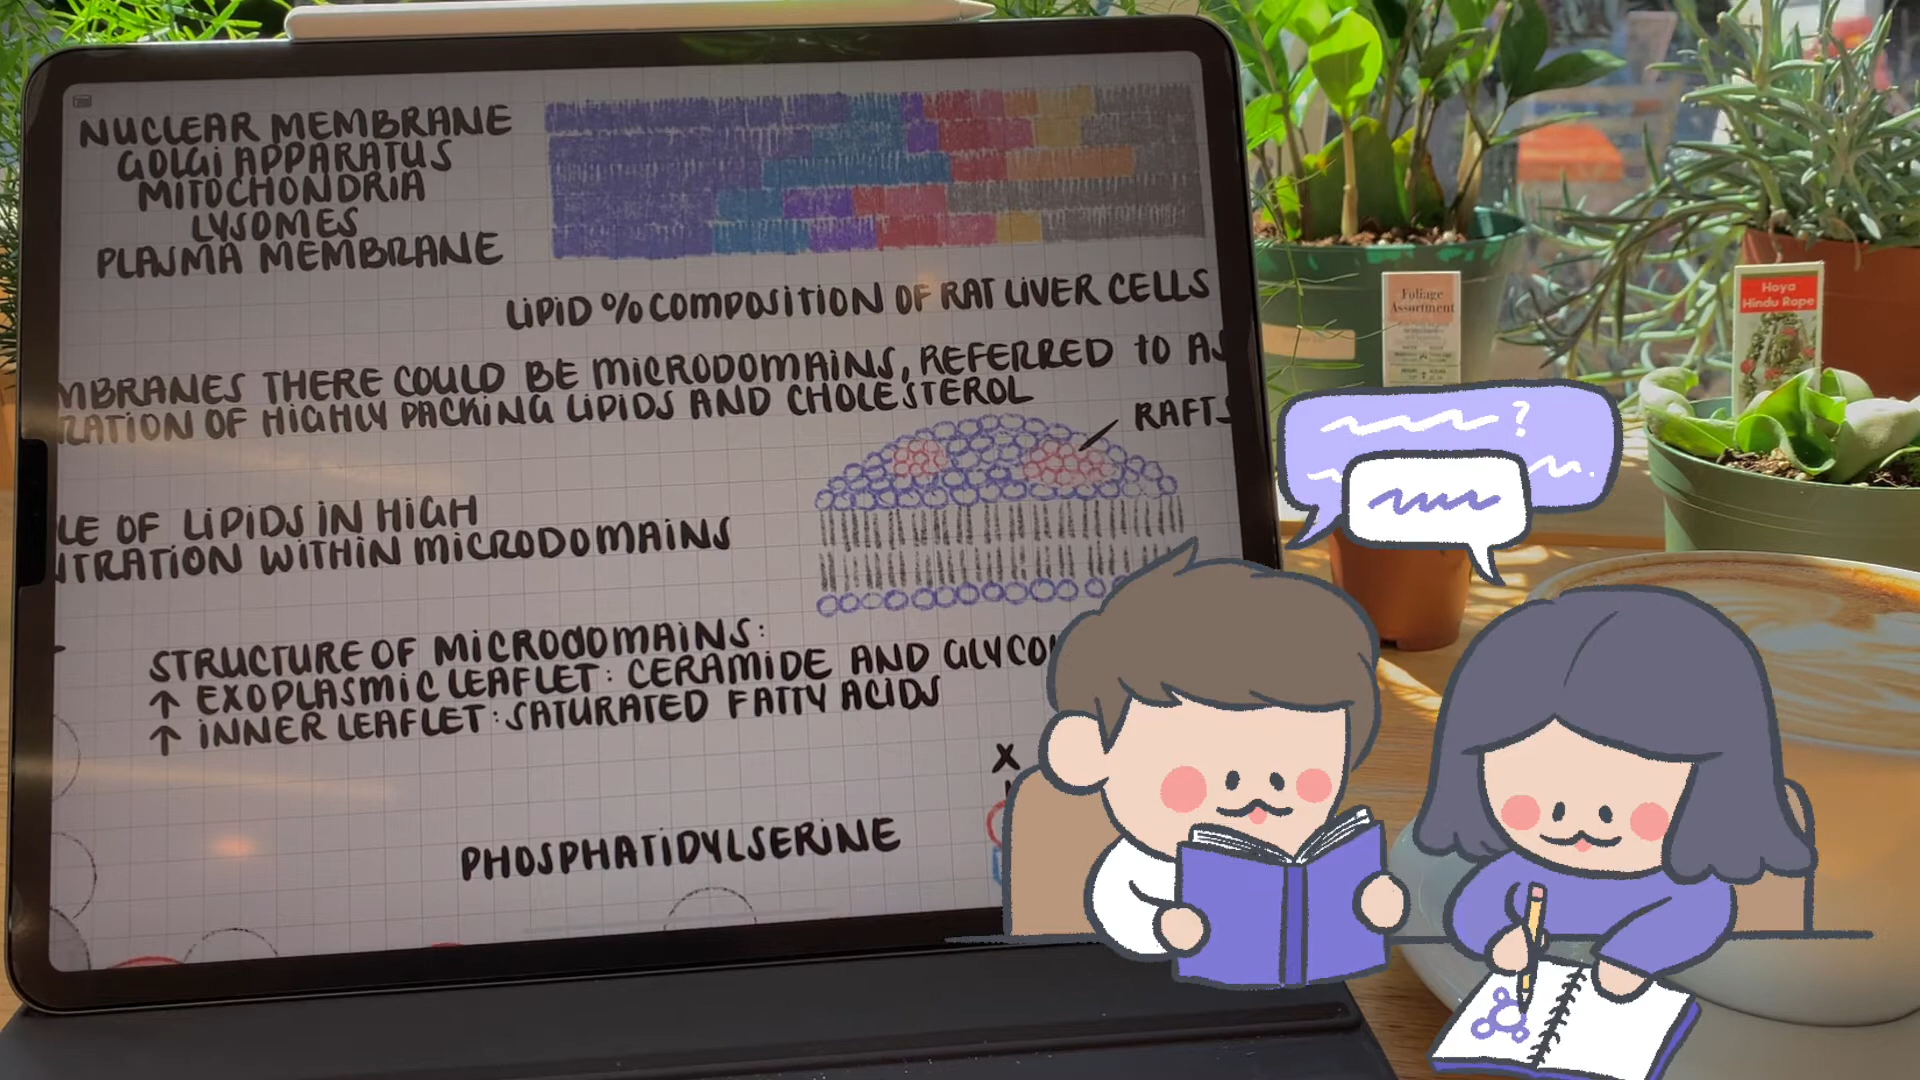 NUCLEAR MEMBRANE
GOLGI APPARATUS
MITOCHONDRIA
LYSOMES
PLASMA MEMBRANE
LIPID % COMPOSITION OF RAT LIVER CELLS
MBRANES THERE COULD BE MICRODOMAINS, REFERRED TO AS
RATION OF HIGHLY PACKING LIPIDS AND CHOLESTEROL
RAFTS
LE OF LIPIDS IN HIGH
NTRATION WITHIN MICRODOMAINS
STRUCTURE OF MICRODOMAINS:
↑ EXOPLASMIC LEAFLET: CERAMIDE AND GLYCO
↑ INNER LEAFLET: SATURATED FATTY ACIDS
X
PHOSPHATIDYLSERINE
Foliage
Assortment
Hoya
Hindu Rope
?